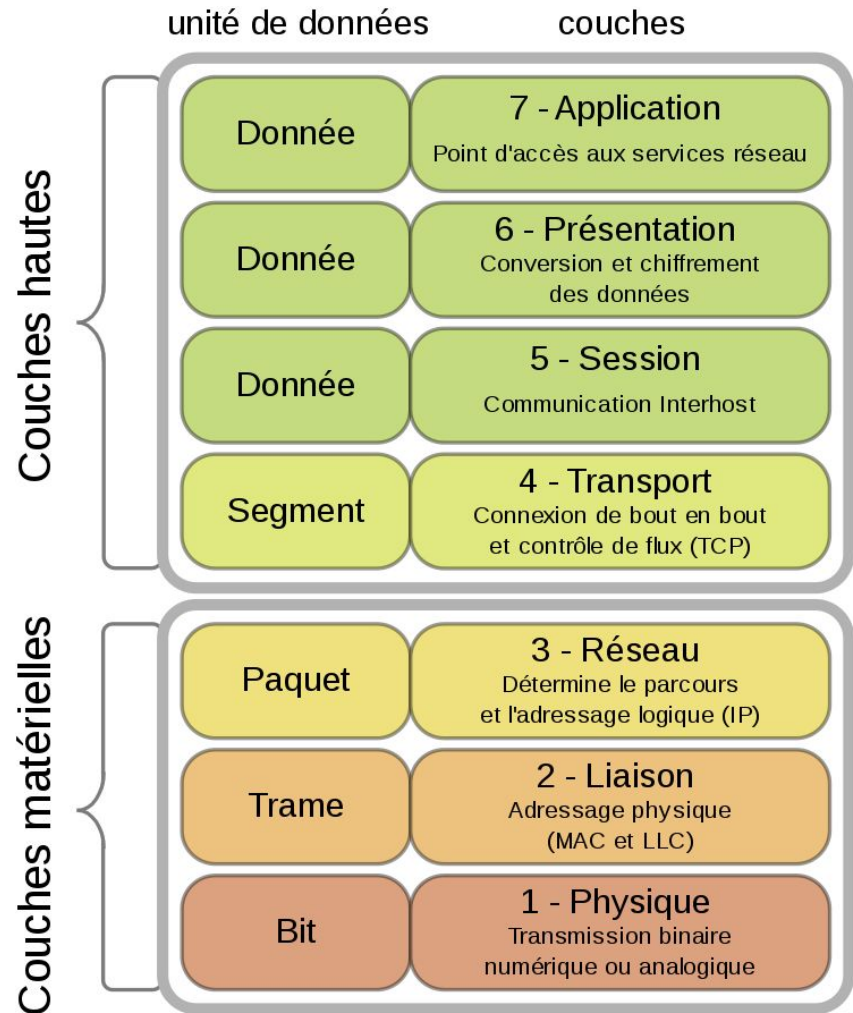 unité de données couches
Couches hautes
Donnée
7 - Application
Point d'accès aux services réseau
Donnée
6 - Présentation
Conversion et chiffrement
des données
Donnée
5 - Session
Communication Interhost
Segment
4 - Transport
Connexion de bout en bout
et contrôle de flux (TCP)
Couches matérielles
Paquet
3 - Réseau
Détermine le parcours
et l'adressage logique (IP)
Trame
2 - Liaison
Adressage physique
(MAC et LLC)
Bit
1 - Physique
Transmission binaire
numérique ou analogique